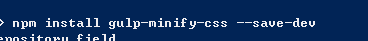 > npm install gulp-minify-css --save-dev
epository field